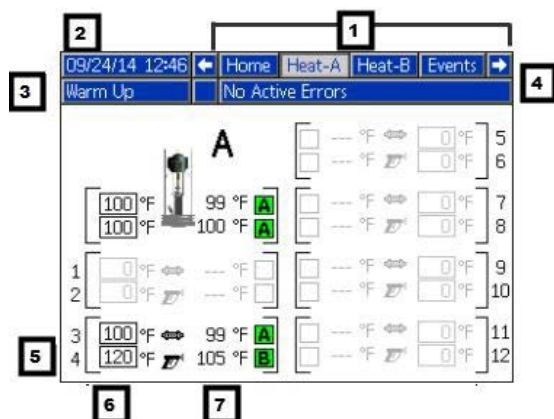 1
2
09/24/14 12:46 Home Heat-A Heat-B Events
3 Warm Up No Active Errors 4
A
--- °F 0 °F 5
--- °F 0 °F 6
100 °F 99 °F A --- °F 0 °F 7
100 °F 100 °F A --- °F 0 °F 8
1 0 °F --- °F --- °F 0 °F 9
2 0 °F --- °F --- °F 0 °F 10
3 100 °F 99 °F A --- °F 0 °F 11
5 4 120 °F 105 °F B --- °F 0 °F 12
6 7